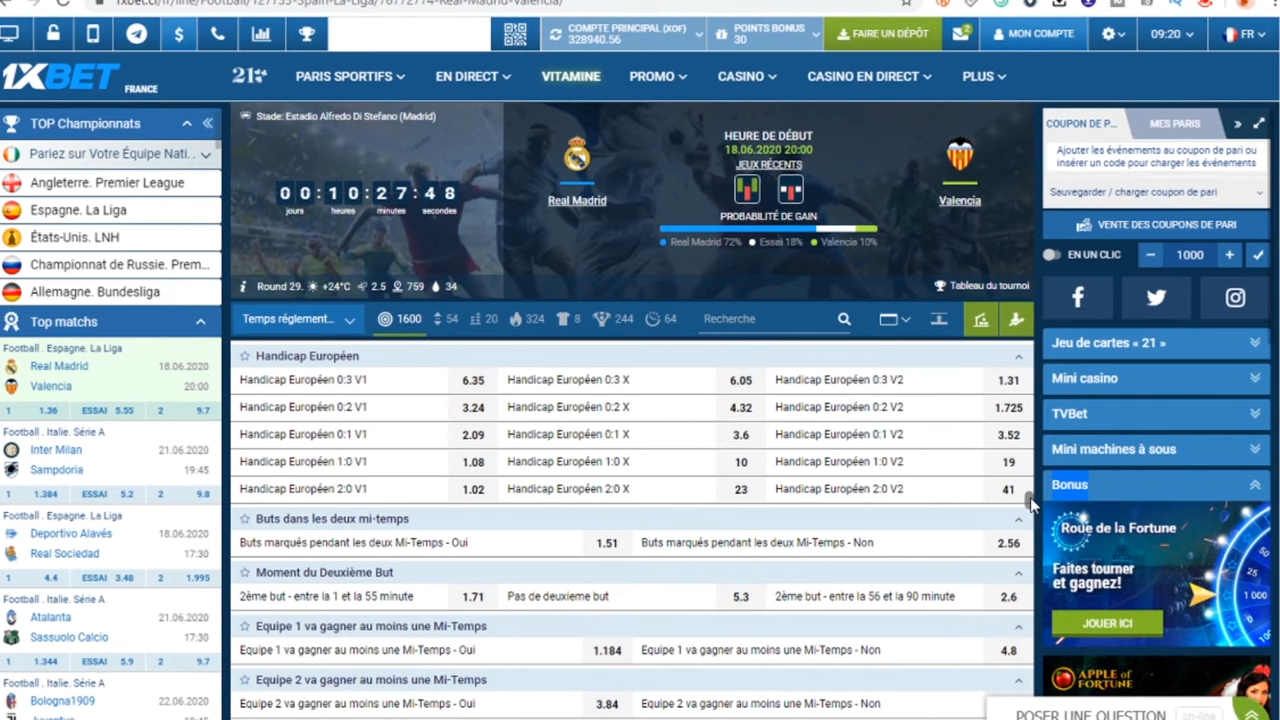 1xbet.ci/fr/line/Football/127733-Spain-La-Liga/76772774-Real-Madrid-Valencia/
COMPTE PRINCIPAL (XOF)
328940.56
POINTS BONUS
30
FAIRE UN DÉPÔT
MON COMPTE
09:20
FR
1XBET
FRANCE
21
PARIS SPORTIFS
EN DIRECT
VITAMINE
PROMO
CASINO
CASINO EN DIRECT
PLUS
TOP Championnats
Pariez sur Votre Équipe Nati. .
Angleterre. Premier League
Espagne. La Liga
États-Unis. LNH
Championnat de Russie. Prem...
Allemagne. Bundesliga
Top matchs
Football . Espagne. La Liga
Real Madrid 18.06.2020
Valencia 20:00
1 1.36 ESSAI 5.55 2 9.7
Football . Italie. Série A
Inter Milan 21.06.2020
Sampdoria 19:45
1 1.384 ESSAI 5.2 2 9.8
Football . Espagne. La Liga
Deportivo Alavés 18.06.2020
Real Sociedad 17:30
1 4.4 ESSAI 3.48 2 1.995
Football . Italie. Série A
Atalanta 21.06.2020
Sassuolo Calcio 17:30
1 1.344 ESSAI 5.9 2 9.7
Football . Italie. Série A
Bologna1909 22.06.2020
Stade: Estadio Alfredo Di Stefano (Madrid)
00:10:27:48
jours heures minutes secondes
Real Madrid
HEURE DE DÉBUT
18.06.2020 20:00
JEUX RÉCENTS
PROBABILITÉ DE GAIN
Real Madrid 72% Essai 18% Valencia 10%
Valencia
Round 29. +24°C 2.5 759 34
Tableau du tournoi
Temps réglement... 1600 54 20 324 8 244 64 Recherche
Handicap Européen
Handicap Européen 0:3 V1 6.35 Handicap Européen 0:3 X 6.05 Handicap Européen 0:3 V2 1.31
Handicap Européen 0:2 V1 3.24 Handicap Européen 0:2 X 4.32 Handicap Européen 0:2 V2 1.725
Handicap Européen 0:1 V1 2.09 Handicap Européen 0:1 X 3.6 Handicap Européen 0:1 V2 3.52
Handicap Européen 1:0 V1 1.08 Handicap Européen 1:0 X 10 Handicap Européen 1:0 V2 19
Handicap Européen 2:0 V1 1.02 Handicap Européen 2:0 X 23 Handicap Européen 2:0 V2 41
Buts dans les deux mi-temps
Buts marqués pendant les deux Mi-Temps - Oui 1.51 Buts marqués pendant les deux Mi-Temps - Non 2.56
Moment du Deuxième But
2ème but - entre la 1 et la 55 minute 1.71 Pas de deuxieme but 5.3 2ème but - entre la 56 et la 90 minute 2.6
Equipe 1 va gagner au moins une Mi-Temps
Equipe 1 va gagner au moins une Mi-Temps - Oui 1.184 Equipe 1 va gagner au moins une Mi-Temps - Non 4.8
Equipe 2 va gagner au moins une Mi-Temps
Equipe 2 va gagner au moins une Mi-Temps - Oui 3.84 Equipe 2 va gagner au moins une Mi-Temps - Non
COUPON DE P...
MES PARIS
Ajouter les événements au coupon de pari ou
insérer un code pour charger les événements
Sauvegarder / charger coupon de pari
VENTE DES COUPONS DE PARI
EN UN CLIC
− 1000 +
Jeu de cartes « 21 »
Mini casino
TVBet
Mini machines à sous
Bonus
Roue de la Fortune
Faites tourner
et gagnez!
50
25
1 000
JOUER ICI
APPLE OF
FORTUNE
POSER UNE QUESTION
on-line